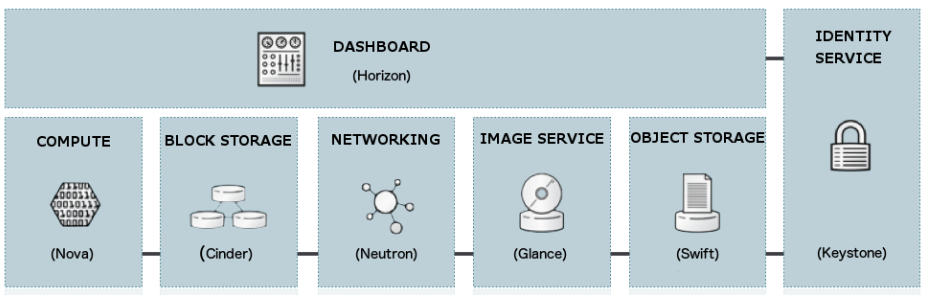 DASHBOARD
(Horizon)
IDENTITY
SERVICE
COMPUTE
BLOCK STORAGE
NETWORKING
IMAGE SERVICE
OBJECT STORAGE
(Nova)
(Cinder)
(Neutron)
(Glance)
(Swift)
(Keystone)